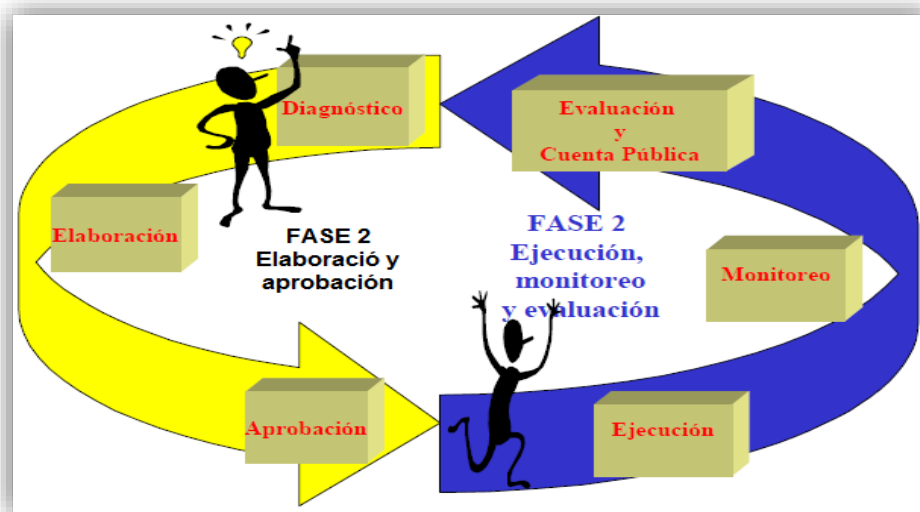 Diagnóstico
Elaboración
FASE 2
Elaboració y
aprobación
Aprobación
Evaluación
y
Cuenta Pública
FASE 2
Ejecución,
monitoreo
y evaluación
Monitoreo
Ejecución